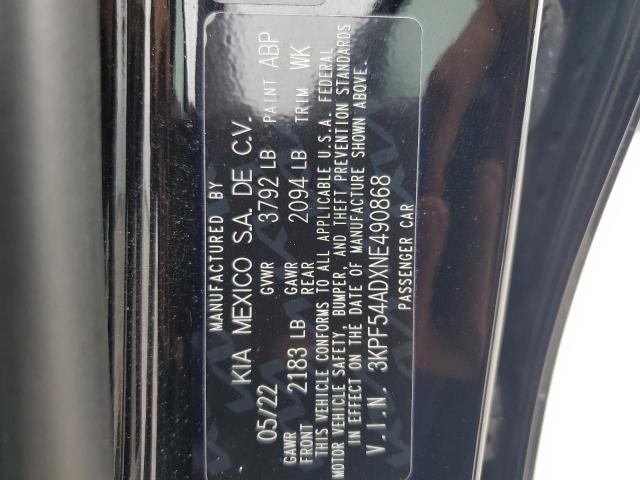 MANUFACTURED BY
KIA MEXICO S.A. DE C.V.
05/22 GVWR 3792 LB PAINT ABP
GAWR FRONT 2183 LB GAWR REAR 2094 LB TRIM WK
THIS VEHICLE CONFORMS TO ALL APPLICABLE U.S.A. FEDERAL
MOTOR VEHICLE SAFETY, BUMPER, AND THEFT PREVENTION STANDARDS
IN EFFECT ON THE DATE OF MANUFACTURE SHOWN ABOVE.
V.I.N. 3KPF54ADXNE490868
PASSENGER CAR